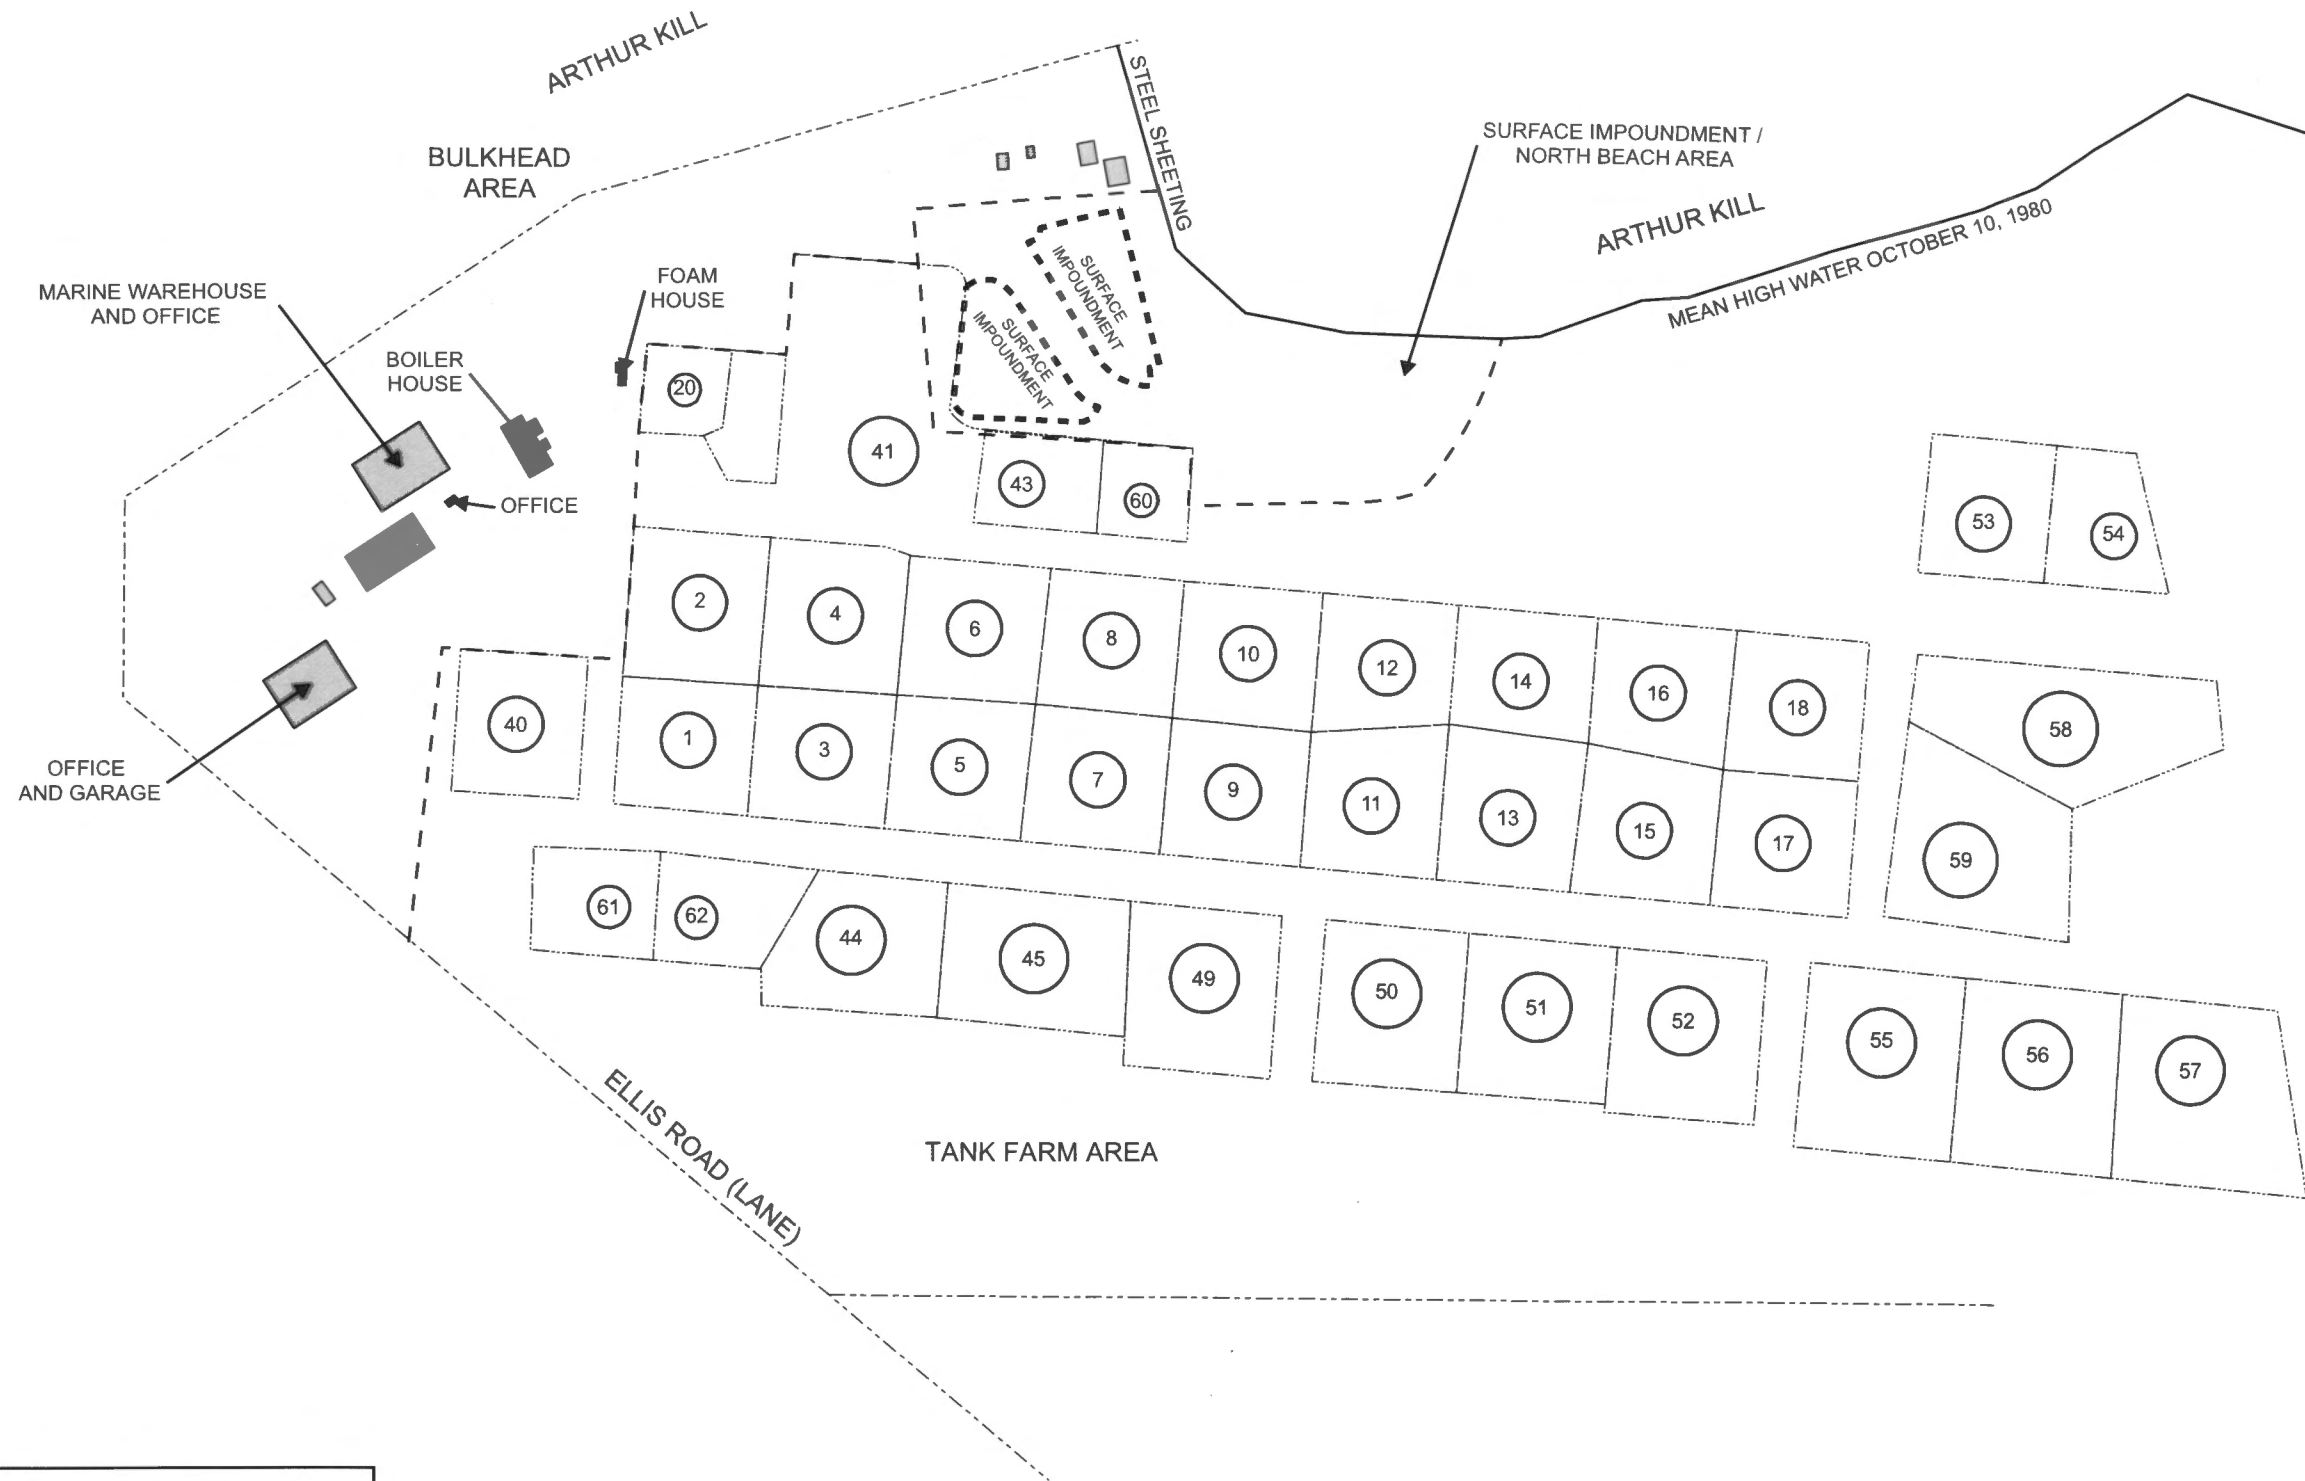 ARTHUR KILL
BULKHEAD
AREA
STEEL SHEETING
SURFACE IMPOUNDMENT /
NORTH BEACH AREA
ARTHUR KILL
MEAN HIGH WATER OCTOBER 10, 1980
MARINE WAREHOUSE
AND OFFICE
FOAM
HOUSE
SURFACE
IMPOUNDMENT
SURFACE
IMPOUNDMENT
BOILER
HOUSE
20
41
43
60
OFFICE
53
54
2
4
6
8
10
12
14
16
18
58
40
1
3
5
7
9
11
13
15
17
59
OFFICE
AND GARAGE
61
62
44
45
49
50
51
52
55
56
57
ELLIS ROAD (LANE)
TANK FARM AREA